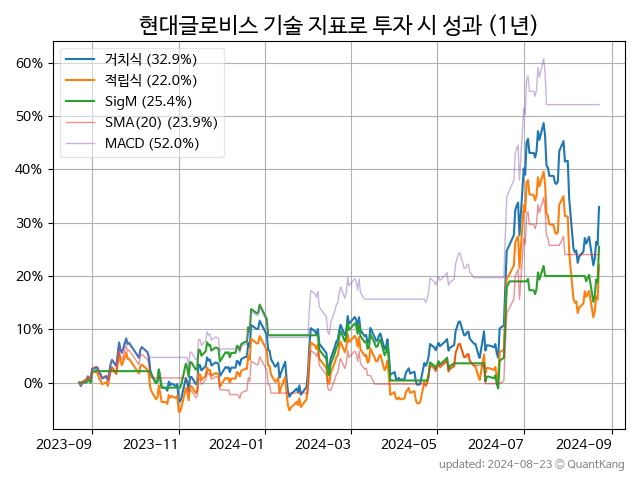 현대글로비스 기술 지표로 투자 시 성과 (1년)
거치식 (32.9%)
적립식 (22.0%)
SigM (25.4%)
SMA(20) (23.9%)
MACD (52.0%)
60%
50%
40%
30%
20%
10%
0%
2023-09 2023-11 2024-01 2024-03 2024-05 2024-07 2024-09
updated: 2024-08-23 © QuantKang